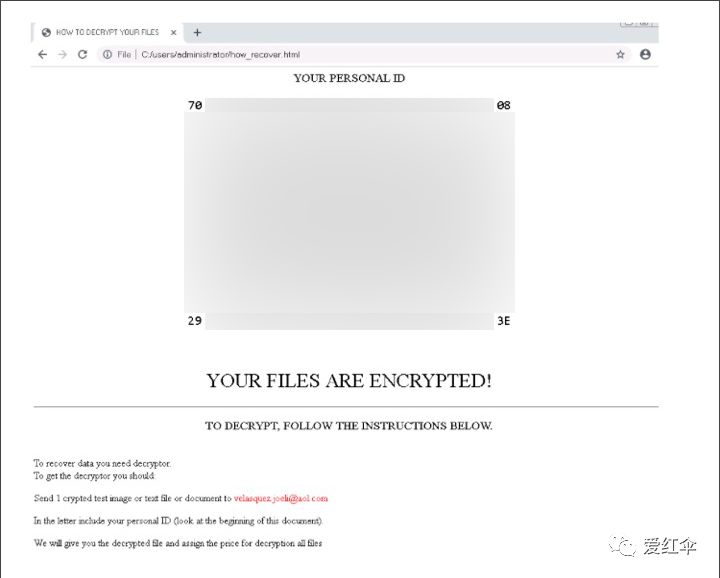 HOW TO DECRYPT YOUR FILES
File C:/users/administrator/how_recover.html
YOUR PERSONAL ID
70 08
29 3E
YOUR FILES ARE ENCRYPTED!
TO DECRYPT, FOLLOW THE INSTRUCTIONS BELOW.
To recover data you need decryptor.
To get the decryptor you should:
Send 1 crypted test image or text file or document to velasquez.joeli@aol.com
In the letter include your personal ID (look at the beginning of this document).
We will give you the decrypted file and assign the price for decryption all files
爱红伞